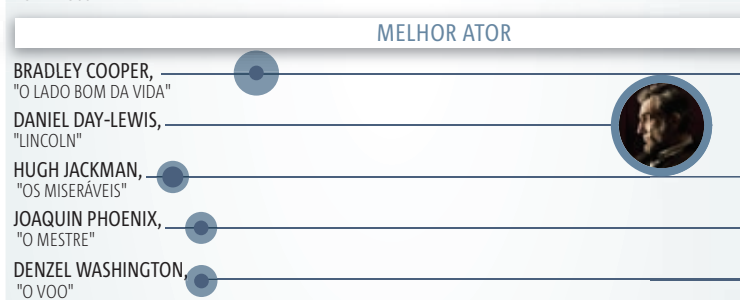 MELHOR ATOR
BRADLEY COOPER,
"O LADO BOM DA VIDA"
DANIEL DAY-LEWIS,
"LINCOLN"
HUGH JACKMAN,
"OS MISERÁVEIS"
JOAQUIN PHOENIX,
"O MESTRE"
DENZEL WASHINGTON,
"O VOO"